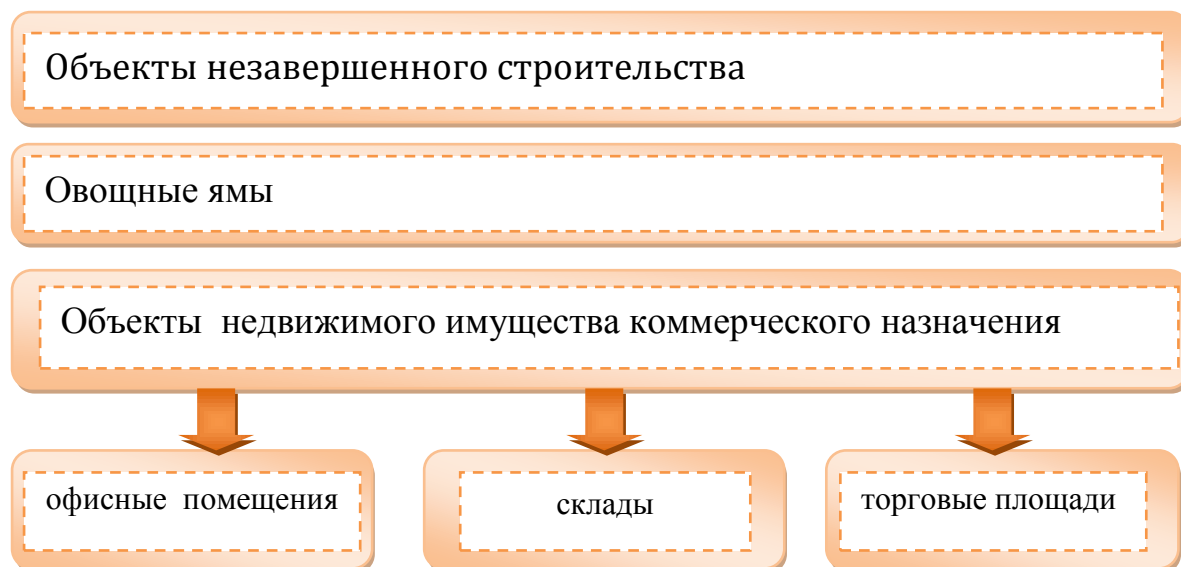 Объекты незавершенного строительства
Овощные ямы
Объекты недвижимого имущества коммерческого назначения
офисные помещения
склады
торговые площади